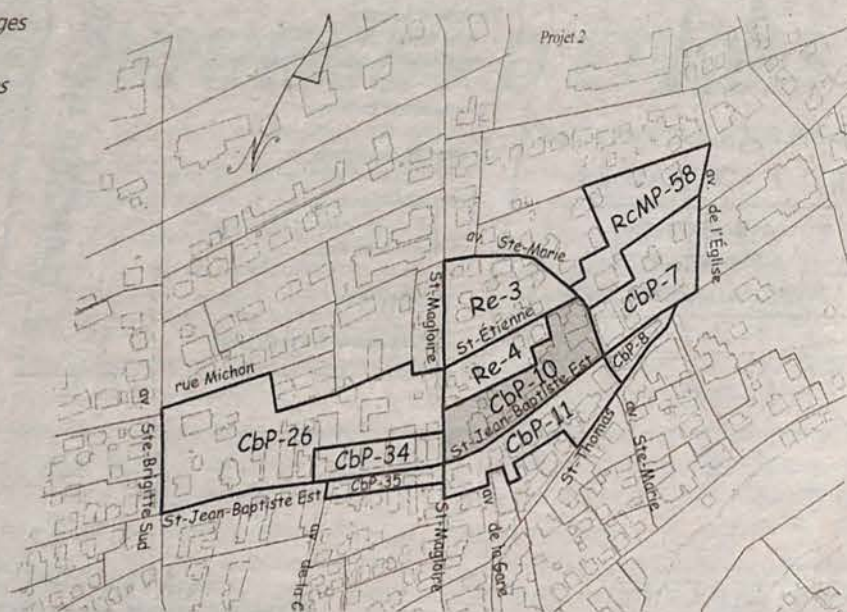 ges
s
Projet 2
RcMP-58
av. de l'Église
av. Ste-Marie
CbP-7
Re-3
St-Magloire
St-Étienne
CbP-8
Re-4
CbP-10
rue Michon
St-Jean-Baptiste Est
CbP-11
av. Ste-Brigitte Sud
CbP-26
CbP-34
St-Thomas
av. Ste-Marie
CbP-35
St-Jean-Baptiste Est
St-Magloire
av. de la Gare
av. de la